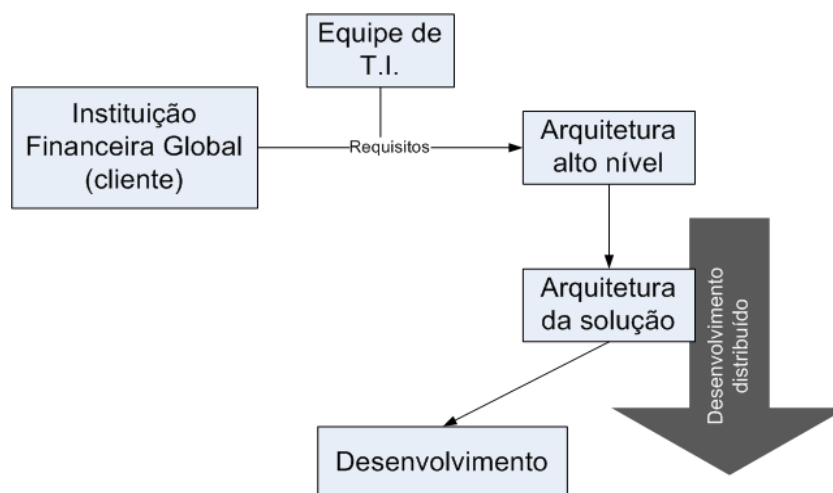 Equipe de
T.I.
Instituição
Financeira Global
(cliente)
Requisitos
Arquitetura
alto nível
Arquitetura
da solução
Desenvolvimento
distribuído
Desenvolvimento